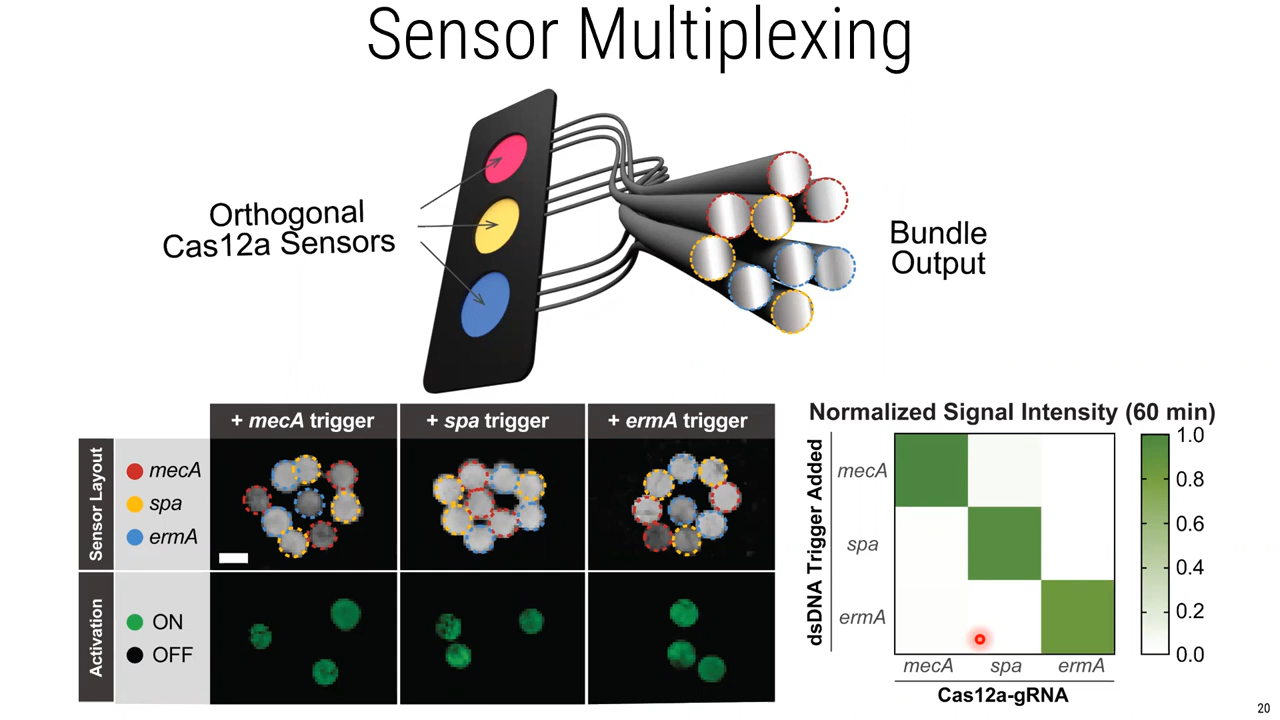 Sensor Multiplexing
Orthogonal
Cas12a Sensors
Bundle
Output
+ mecA trigger
+ spa trigger
+ ermA trigger
Sensor Layout
mecA
spa
ermA
Activation
ON
OFF
Normalized Signal Intensity (60 min)
dsDNA Trigger Added
mecA
spa
ermA
mecA
spa
ermA
Cas12a-gRNA
1.0
0.8
0.6
0.4
0.2
0.0
20